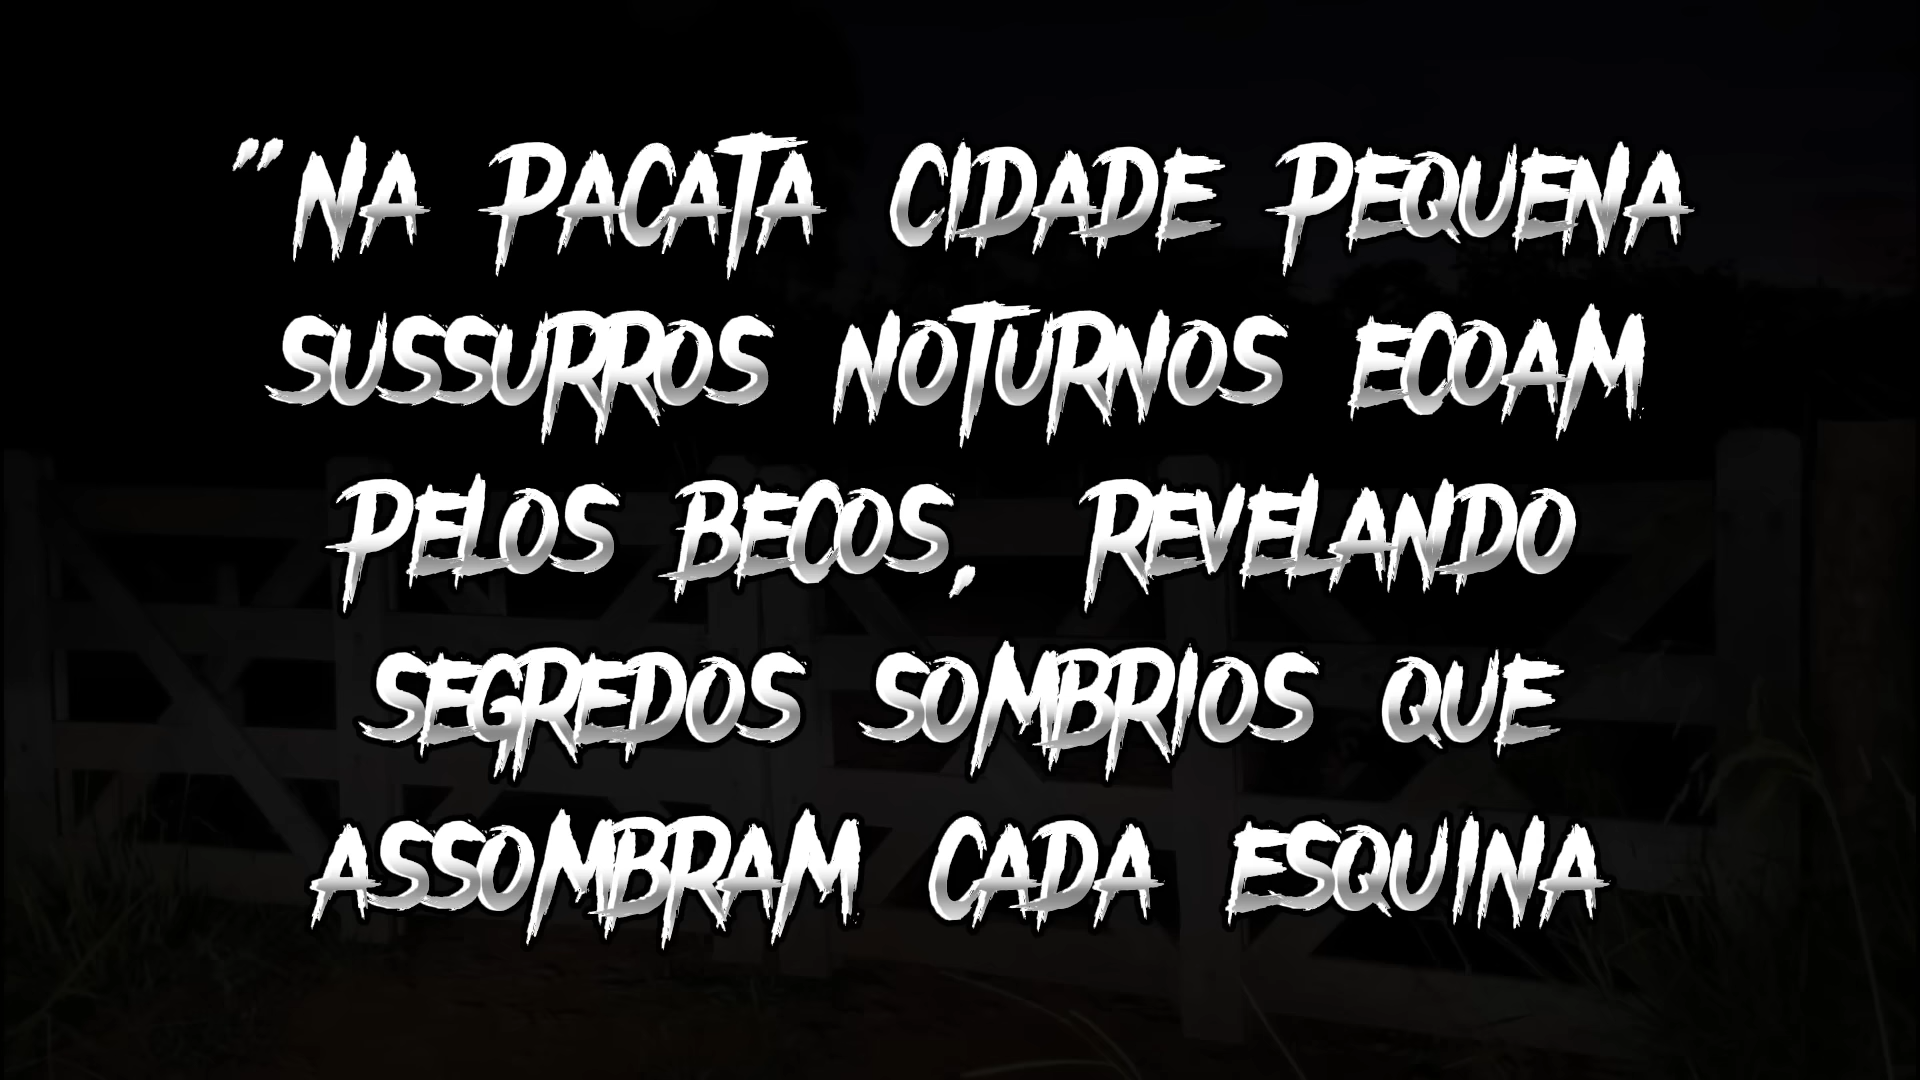 "NA PACATA CIDADE PEQUENA
SUSSURROS NOTURNOS ECOAM
PELOS BECOS, REVELANDO
SEGREDOS SOMBRIOS QUE
ASSOMBRAM CADA ESQUINA